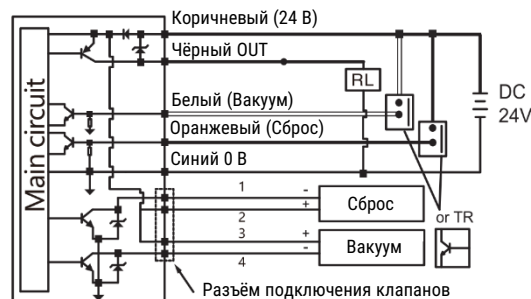 Коричневый (24 В)
Чёрный OUT
RL
Белый (Вакуум)
DC
24V
Оранжевый (Сброс)
Синий 0 В
Main circuit
1
-
+
Сброс
2
or TR
3
+
-
Вакуум
4
Разъём подключения клапанов